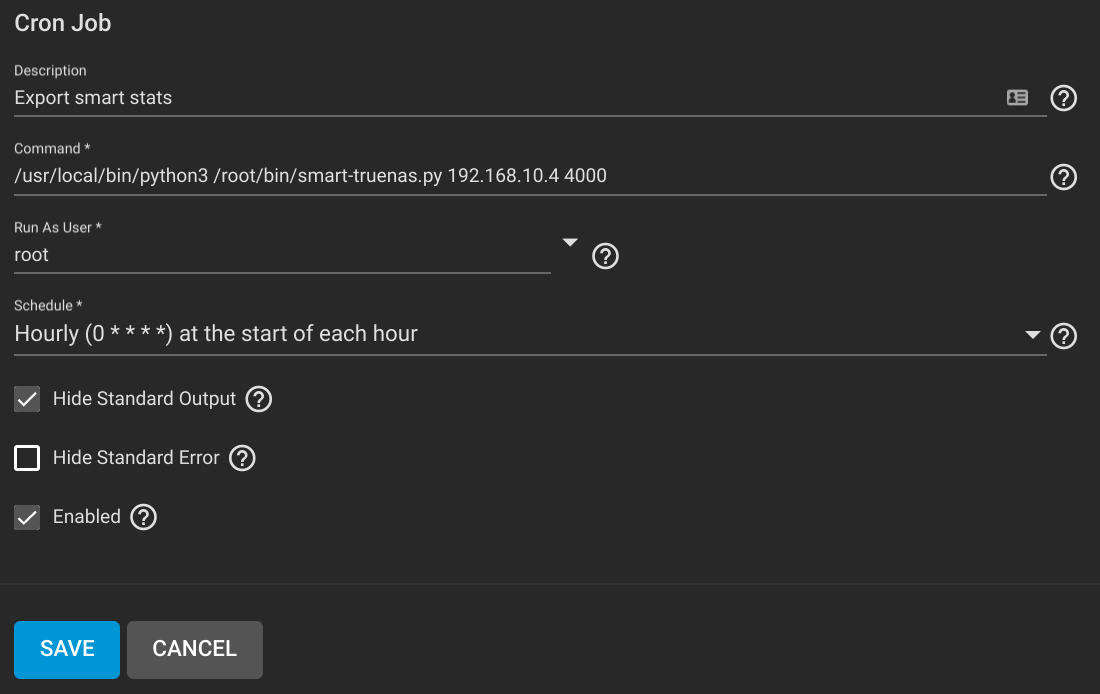 Cron Job
Description
Export smart stats
Command *
/usr/local/bin/python3 /root/bin/smart-truenas.py 192.168.10.4 4000
Run As User *
root
Schedule *
Hourly (0 * * * *) at the start of each hour
Hide Standard Output
Hide Standard Error
Enabled
SAVE CANCEL